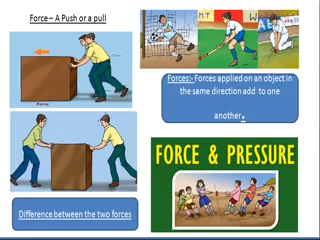 Force – A Push or a pull
Force
Forces:- Forces applied on an object in
the same direction add to one
another.
FORCE & PRESSURE
Difference between the two forces